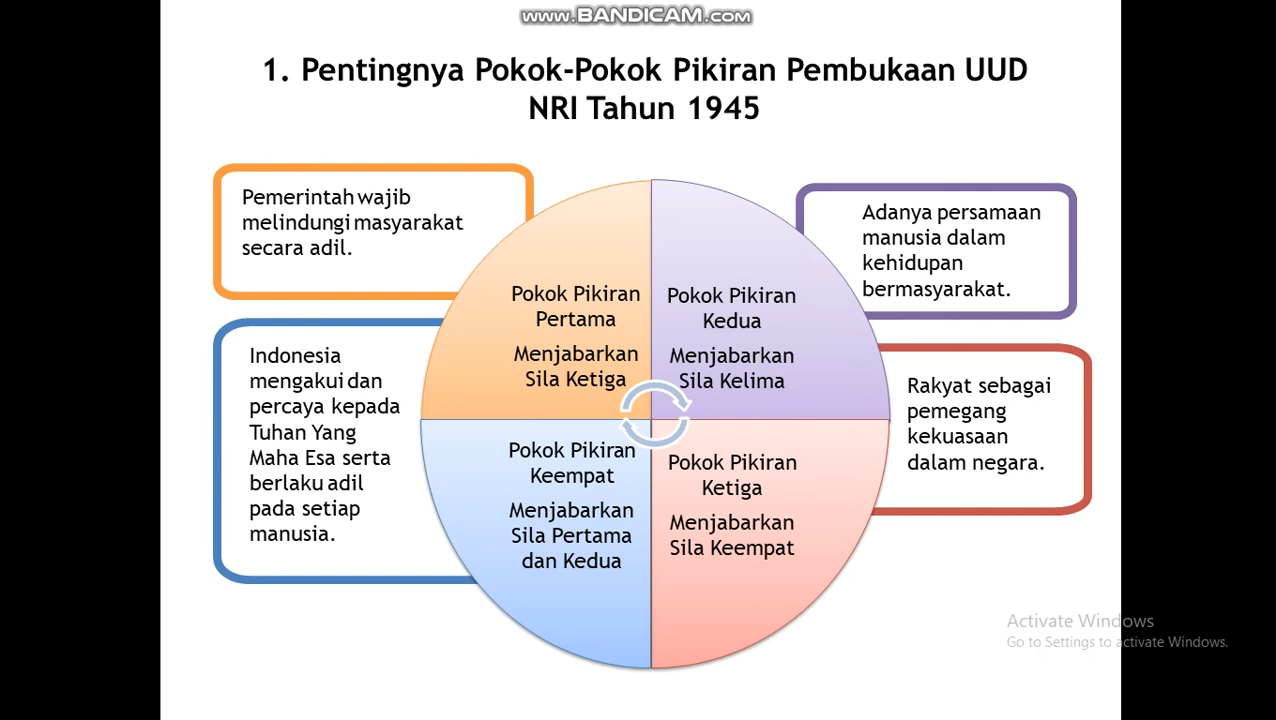 www.BANDICAM.com
1. Pentingnya Pokok-Pokok Pikiran Pembukaan UUD
NRI Tahun 1945
Pemerintah wajib
melindungi masyarakat
secara adil.
Adanya persamaan
manusia dalam
kehidupan
bermasyarakat.
Pokok Pikiran
Pertama
Menjabarkan
Sila Ketiga
Pokok Pikiran
Kedua
Menjabarkan
Sila Kelima
Indonesia
mengakui dan
percaya kepada
Tuhan Yang
Maha Esa serta
berlaku adil
pada setiap
manusia.
Pokok Pikiran
Keempat
Menjabarkan
Sila Pertama
dan Kedua
Pokok Pikiran
Ketiga
Menjabarkan
Sila Keempat
Rakyat sebagai
pemegang
kekuasaan
dalam negara.
Activate Windows
Go to Settings to activate Windows.